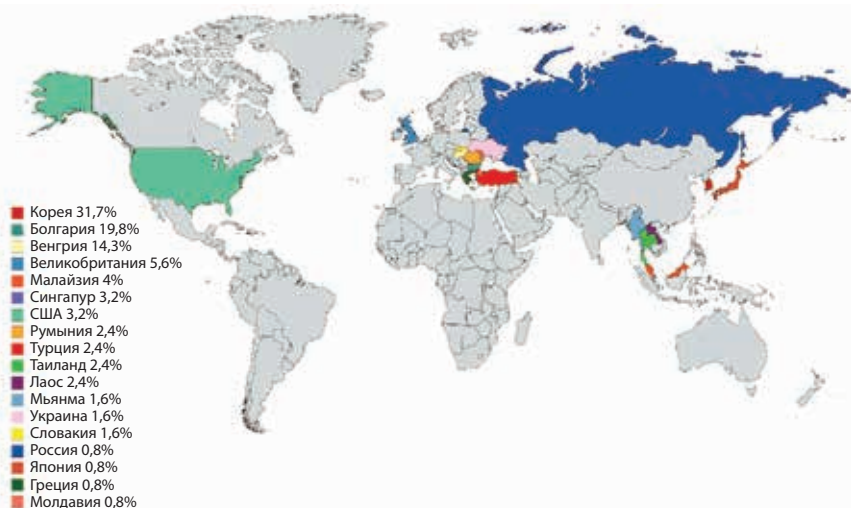 Корея 31,7%
Болгария 19,8%
Венгрия 14,3%
Великобритания 5,6%
Малайзия 4%
Сингапур 3,2%
США 3,2%
Румыния 2,4%
Турция 2,4%
Таиланд 2,4%
Лаос 2,4%
Мьянма 1,6%
Украина 1,6%
Словакия 1,6%
Россия 0,8%
Япония 0,8%
Греция 0,8%
Молдавия 0,8%